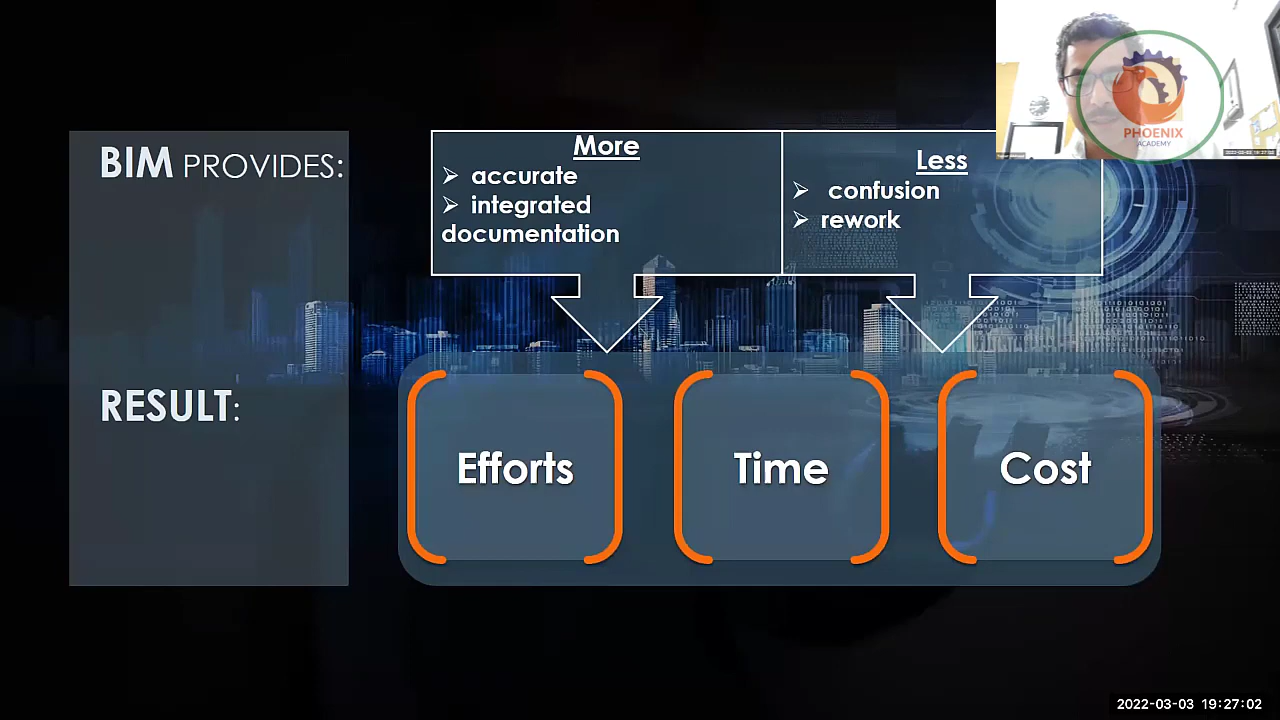 BIM PROVIDES:
More
➢ accurate
➢ integrated
documentation
Less
➢ confusion
➢ rework
PHOENIX
ACADEMY
RESULT:
Efforts
Time
Cost
2022-03-03 19:27:02